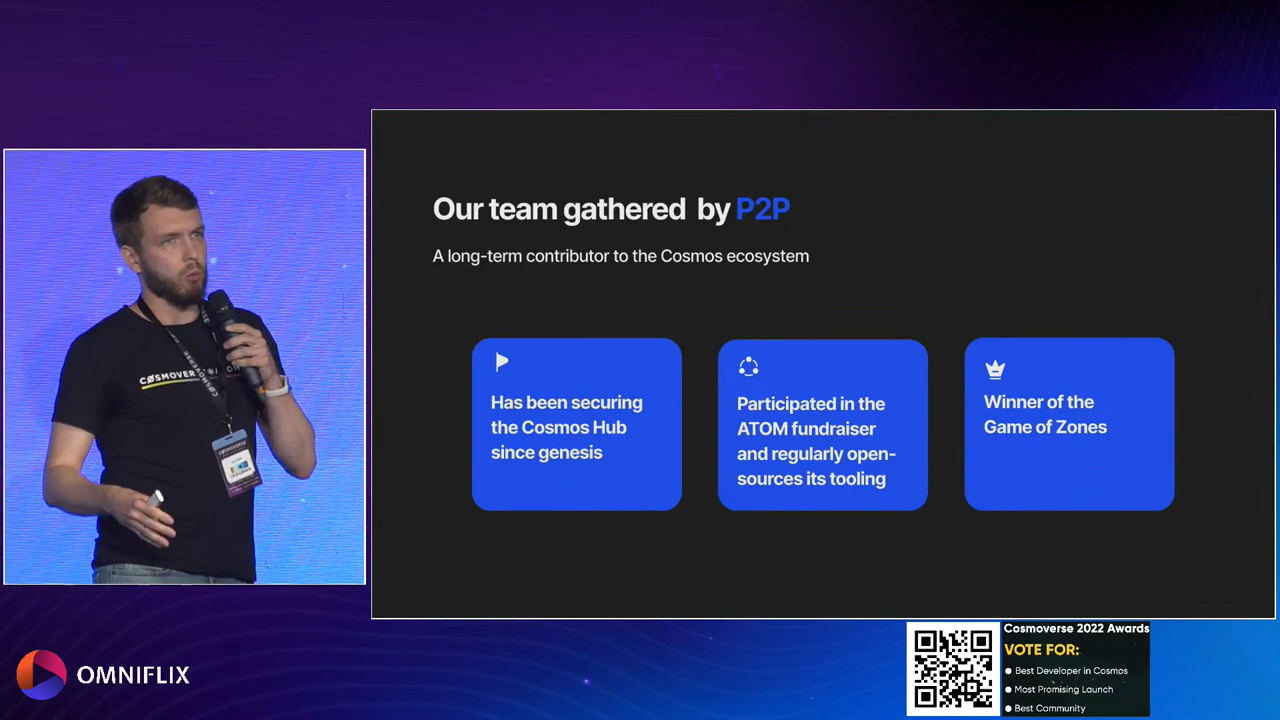 Our team gathered by P2P
A long-term contributor to the Cosmos ecosystem
Has been securing
the Cosmos Hub
since genesis
Participated in the
ATOM fundraiser
and regularly open-
sources its tooling
Winner of the
Game of Zones
COSMOVER
COSMOVERSE
OMNIFLIX
Cosmoverse 2022 Awards
VOTE FOR:
● Best Developer in Cosmos
● Most Promising Launch
● Best Community